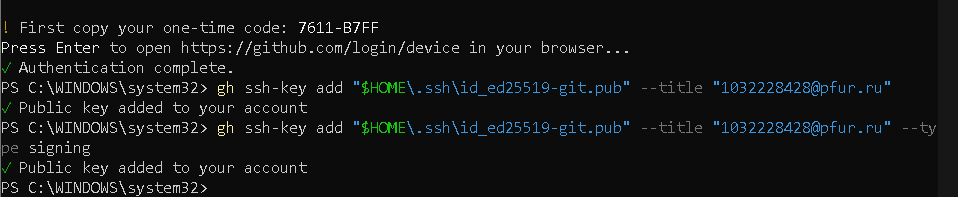 ! First copy your one-time code: 7611-B7FF
Press Enter to open https://github.com/login/device in your browser...
✓ Authentication complete.
PS C:\WINDOWS\system32> gh ssh-key add "$HOME\.ssh\id_ed25519-git.pub" --title "1032228428@pfur.ru"
✓ Public key added to your account
PS C:\WINDOWS\system32> gh ssh-key add "$HOME\.ssh\id_ed25519-git.pub" --title "1032228428@pfur.ru" --ty
pe signing
✓ Public key added to your account
PS C:\WINDOWS\system32>